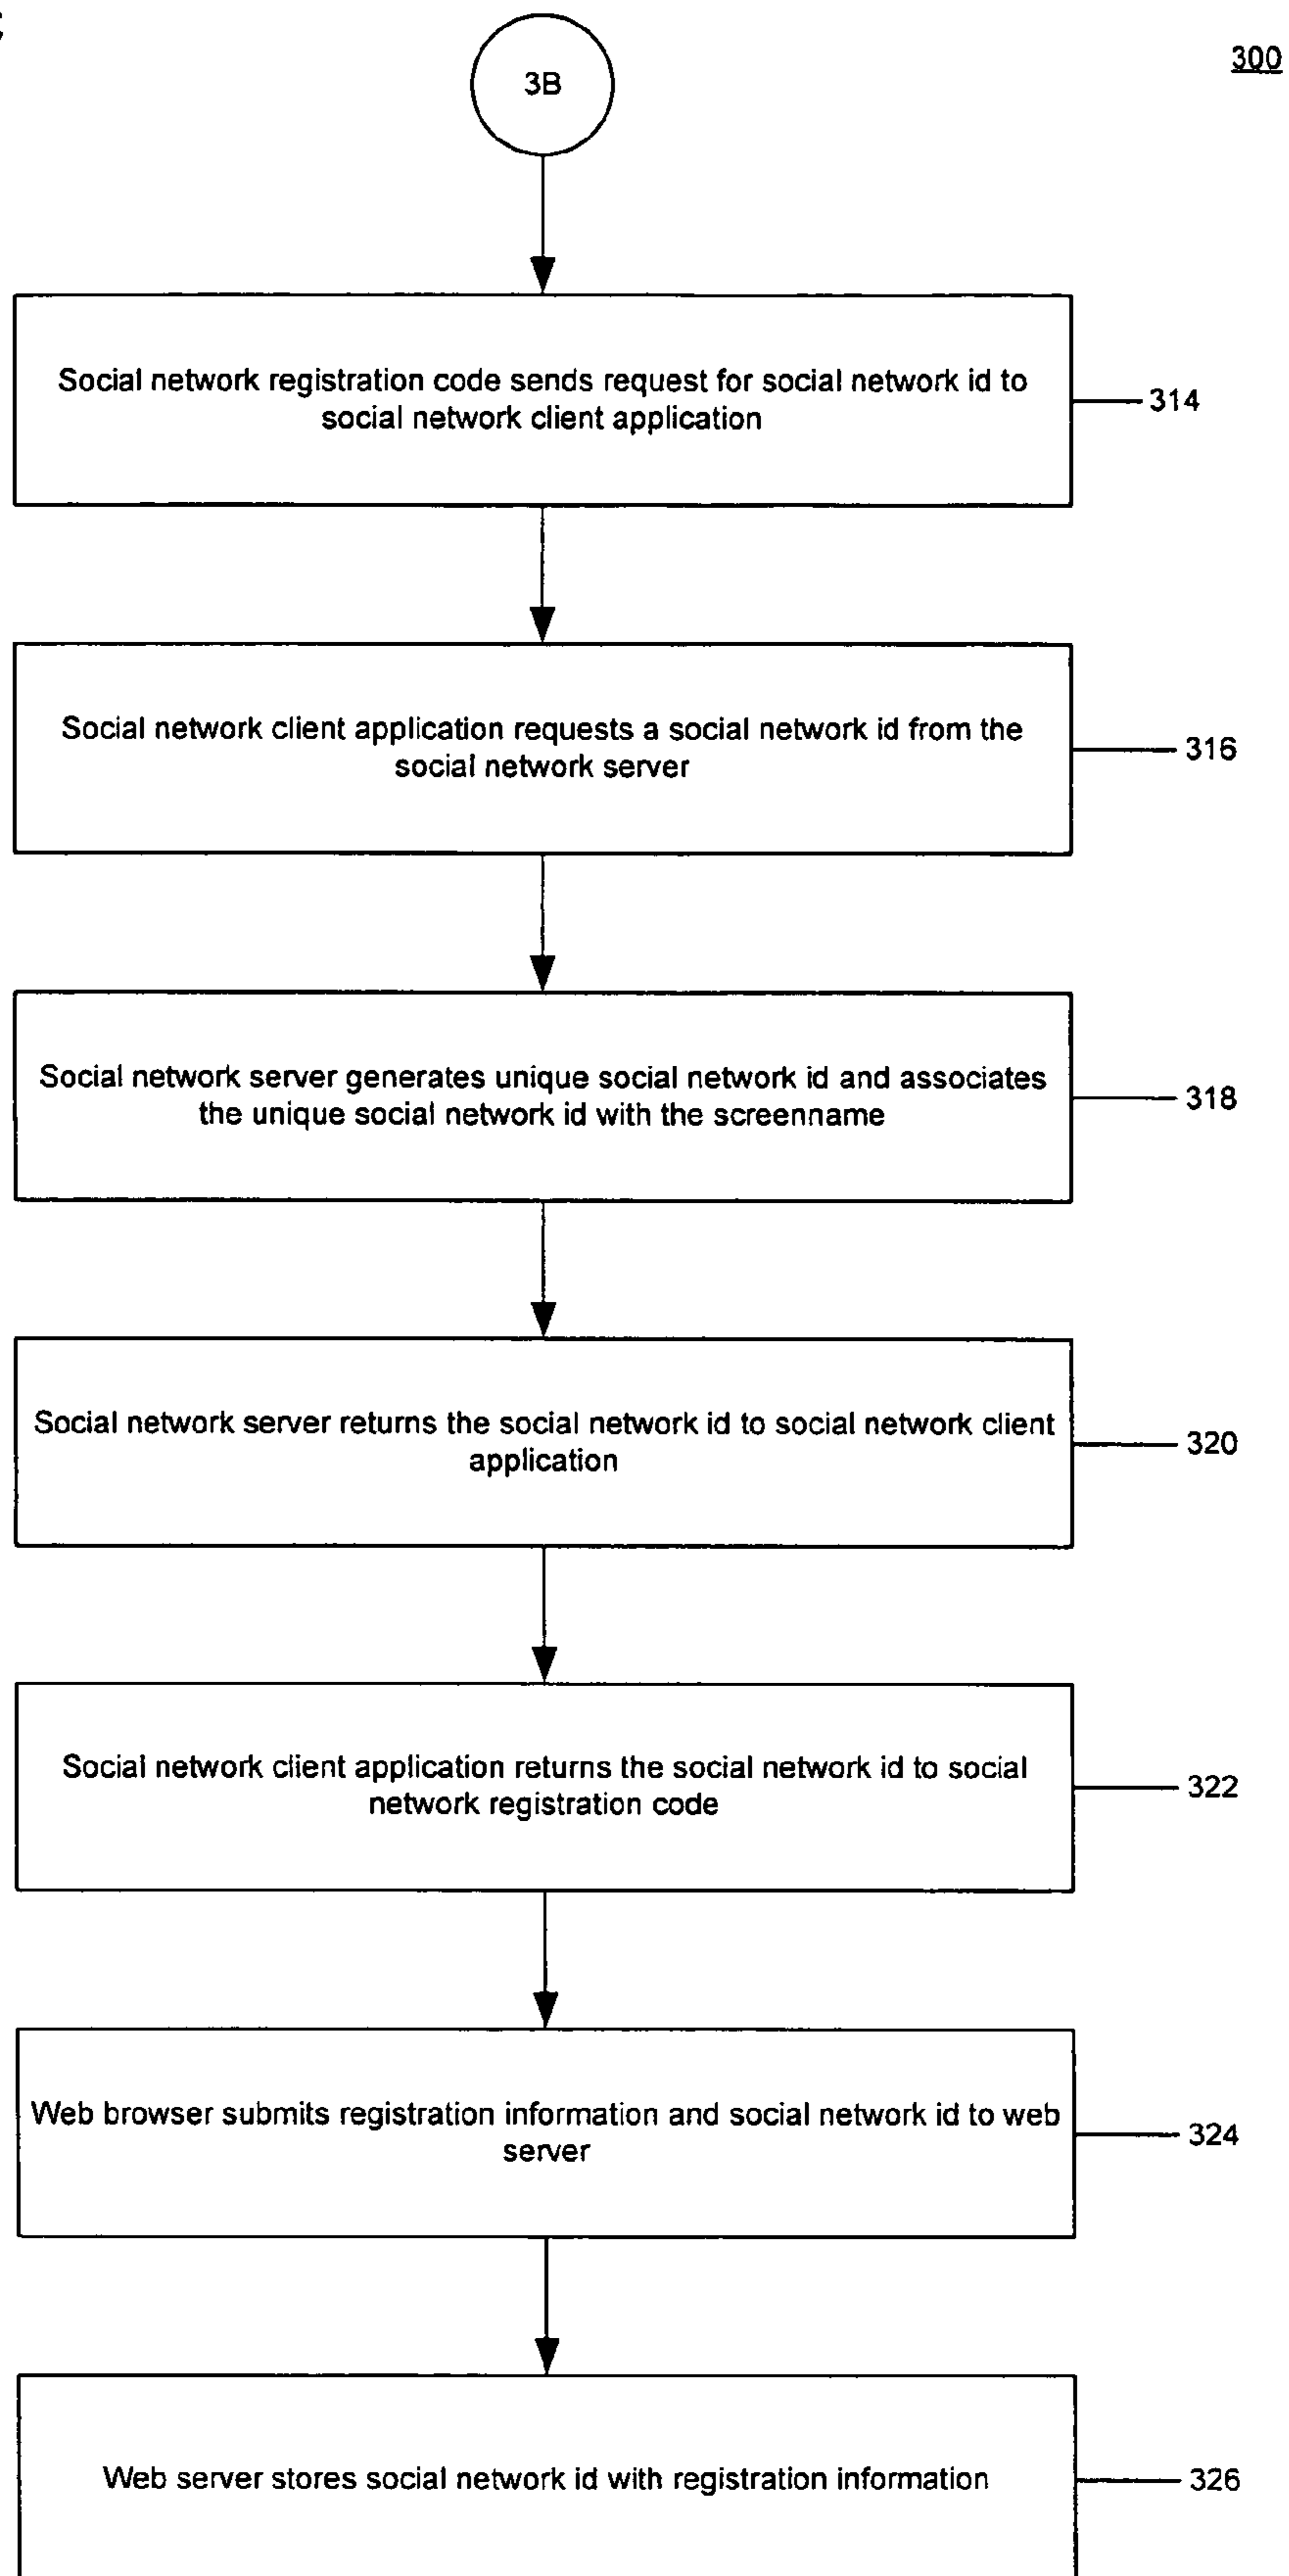 300
3B
Social network registration code sends request for social network id to
social network client application
314
Social network client application requests a social network id from the
social network server
316
Social network server generates unique social network id and associates
the unique social network id with the screenname
318
Social network server returns the social network id to social network client
application
320
Social network client application returns the social network id to social
network registration code
322
Web browser submits registration information and social network id to web
server
324
Web server stores social network id with registration information
326